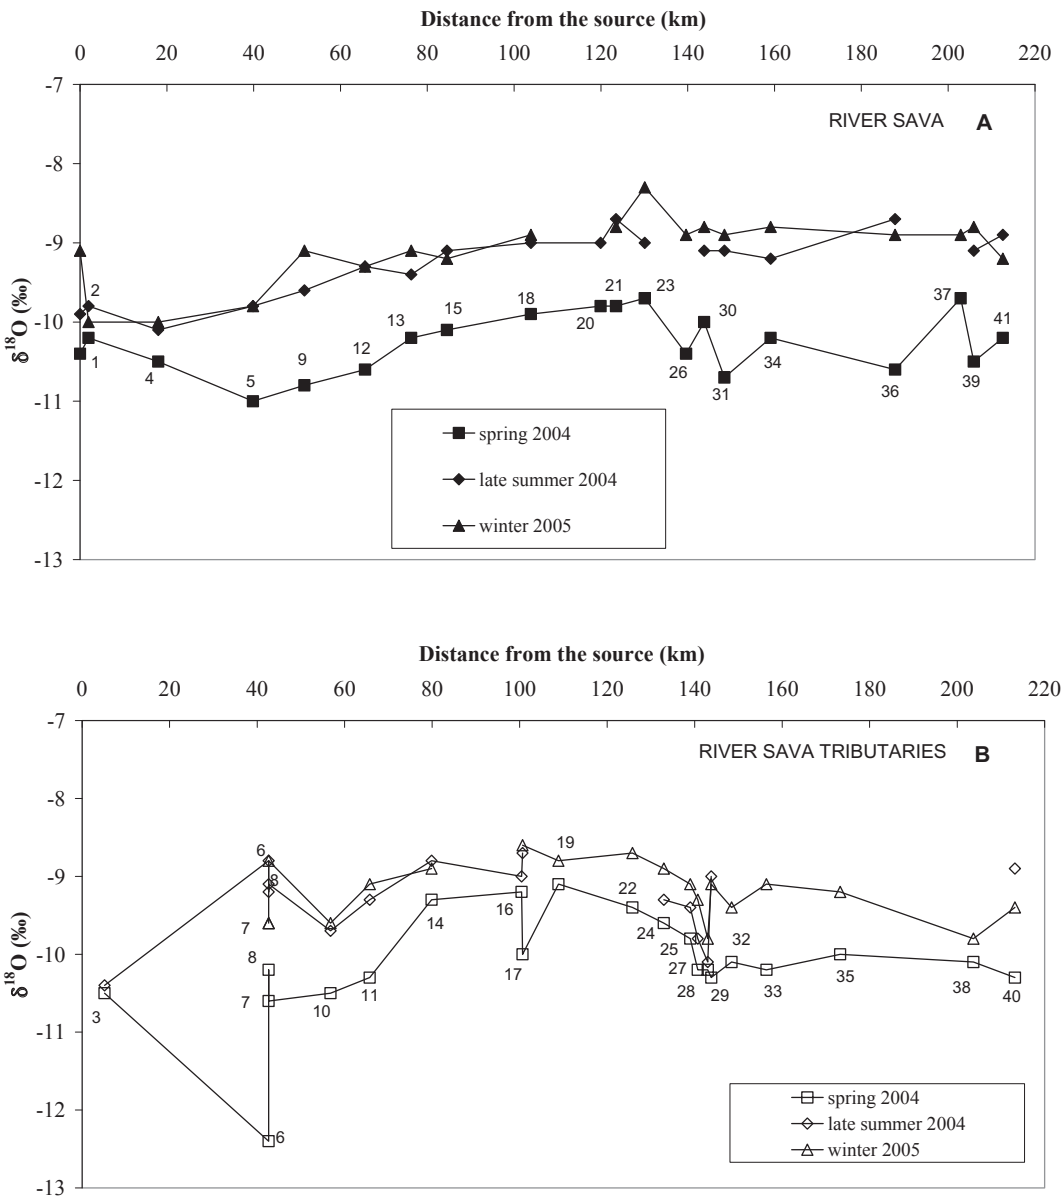 Distance from the source (km)
0 20 40 60 80 100 120 140 160 180 200 220
-7
RIVER SAVA A
-8
-9
2 21 23 37
-10
13 15 18 20 30 41
1 9 12 26 34
4 5 31 36 39
-11
spring 2004
-12
late summer 2004
winter 2005
-13
δ¹⁸O (‰)
Distance from the source (km)
0 20 40 60 80 100 120 140 160 180 200 220
-7
RIVER SAVA TRIBUTARIES B
-8
6 19
-9
8 22
7 14 16 24 32
-10
8 17 25 27
7 10 11 28 29 33 35 38 40
3
-11
spring 2004
-12
6 late summer 2004
winter 2005
-13
δ¹⁸O (‰)